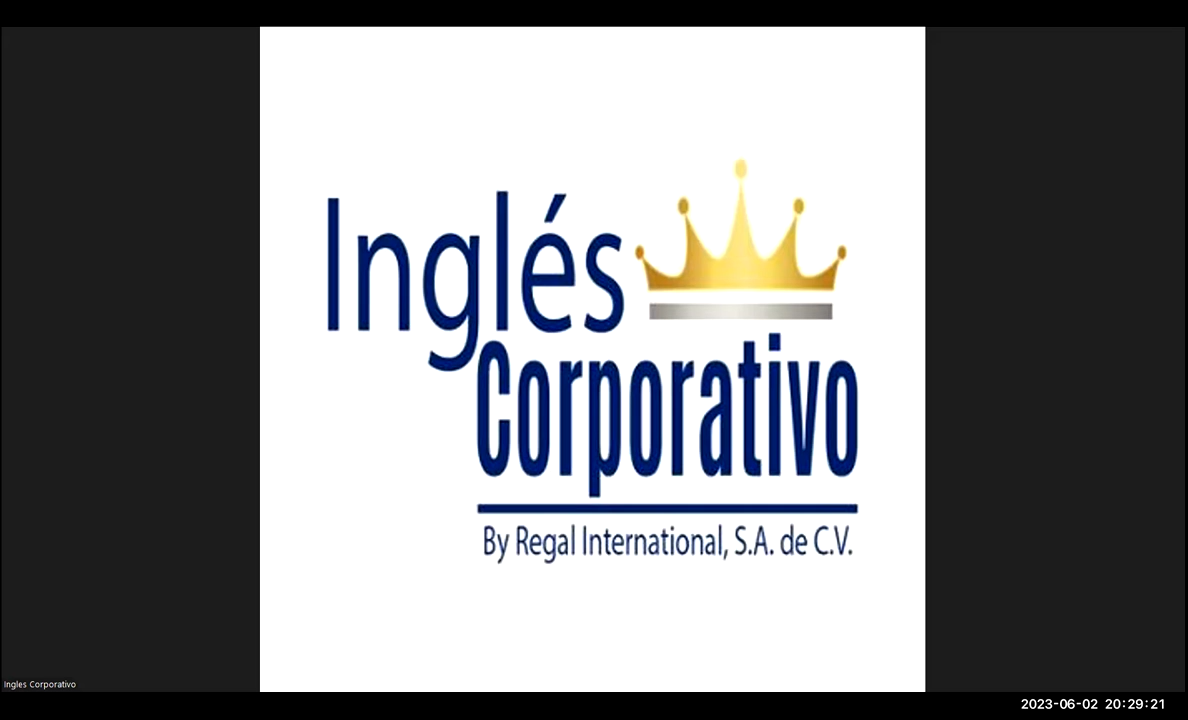 Inglés
Corporativo
By Regal International, S.A. de C.V.
Ingles Corporativo
2023-06-02 20:29:21